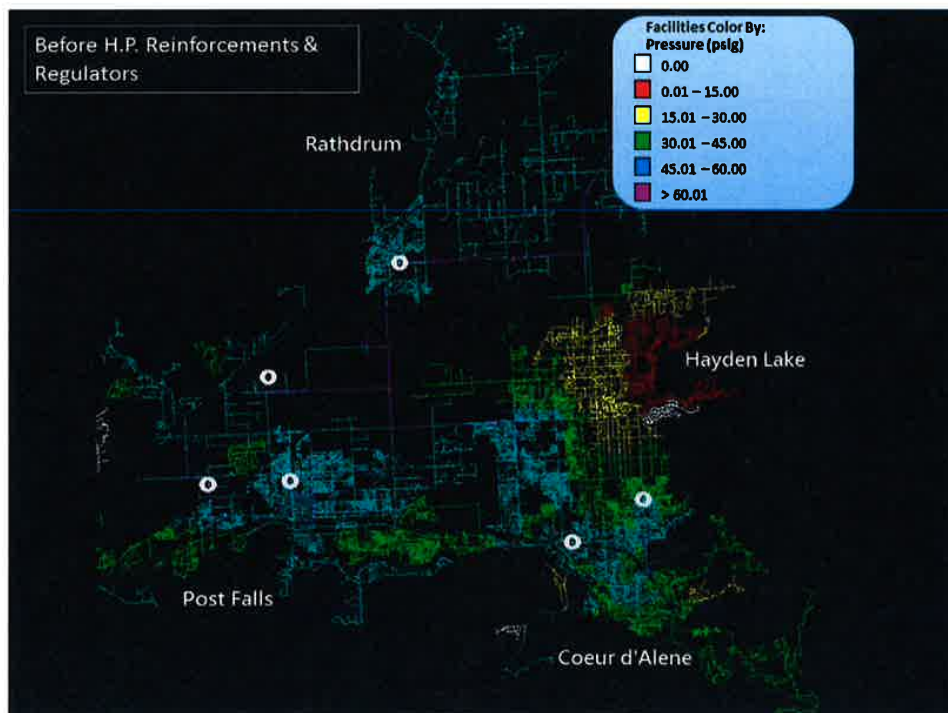 Before H.P. Reinforcements &
Regulators
Facilities Color By:
Pressure (psig)
0.00
0.01 – 15.00
15.01 – 30.00
30.01 – 45.00
45.01 – 60.00
> 60.01
Rathdrum
Hayden Lake
Post Falls
Coeur d'Alene